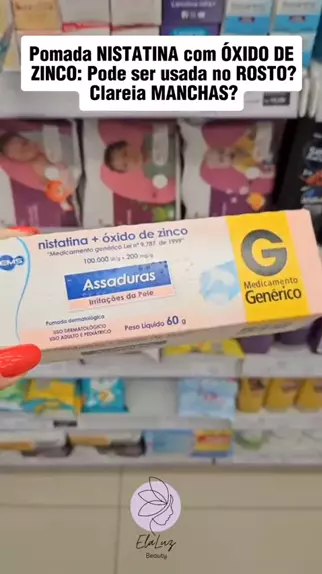 Pomada NISTATINA com ÓXIDO DE
ZINCO: Pode ser usada no ROSTO?
Clareia MANCHAS?
EMS
nistatina + óxido de zinco
"Medicamento genérico Lei nº 9.787, de 1999"
100.000 UI/g + 200 mg/g
Assaduras
Irritações da Pele
Pomada dermatológica
USO DERMATOLÓGICO
USO ADULTO E PEDIÁTRICO
Peso Líquido 60 g
G
Medicamento
Genérico
ElaLuz
Beauty